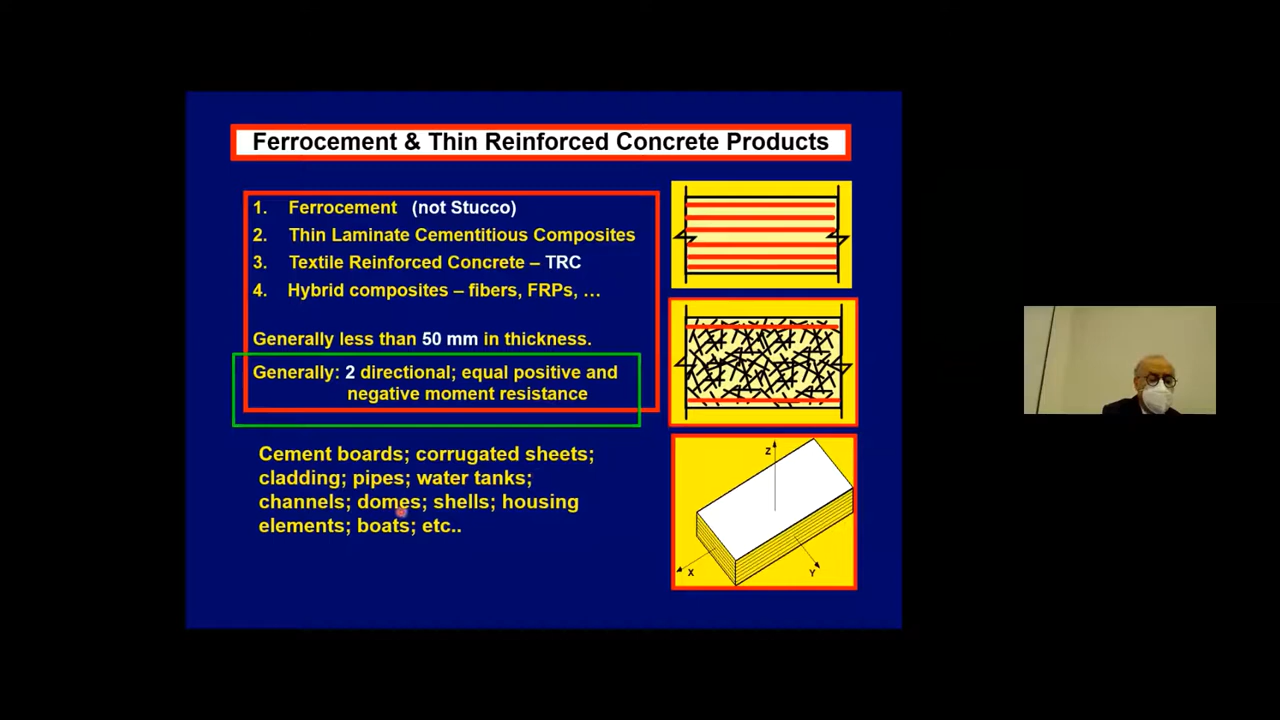 Ferrocement & Thin Reinforced Concrete Products
1. Ferrocement (not Stucco)
2. Thin Laminate Cementitious Composites
3. Textile Reinforced Concrete – TRC
4. Hybrid composites – fibers, FRPs, …
Generally less than 50 mm in thickness.
Generally: 2 directional; equal positive and
negative moment resistance
Cement boards; corrugated sheets;
cladding; pipes; water tanks;
channels; domes; shells; housing
elements; boats; etc..
Z
X
Y